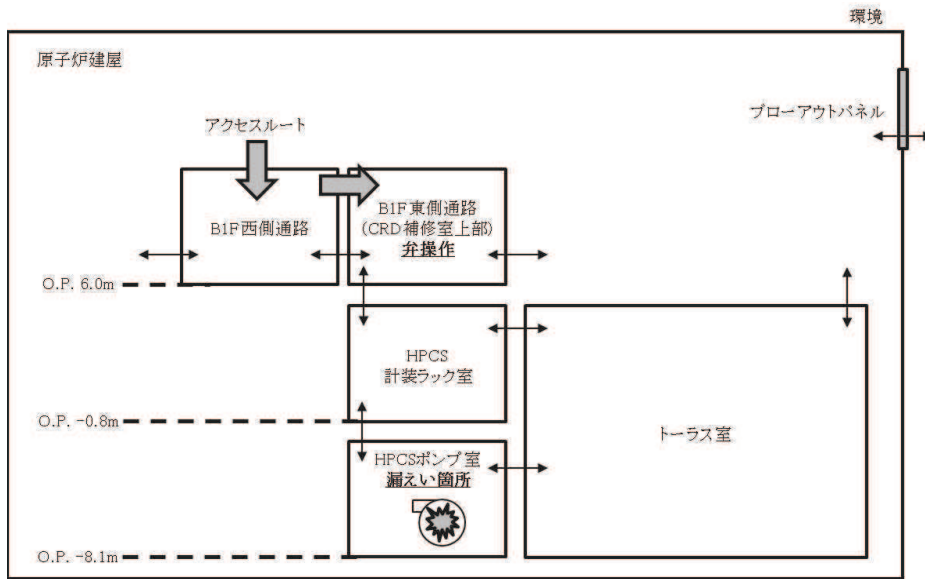 環境
原子炉建屋
ブローアウトパネル
アクセスルート
B1F西側通路
B1F東側通路
(CRD補修室上部)
弁操作
O.P. 6.0m
HPCS
計装ラック室
O.P. -0.8m
トーラス室
HPCSポンプ室
漏えい箇所
O.P. -8.1m